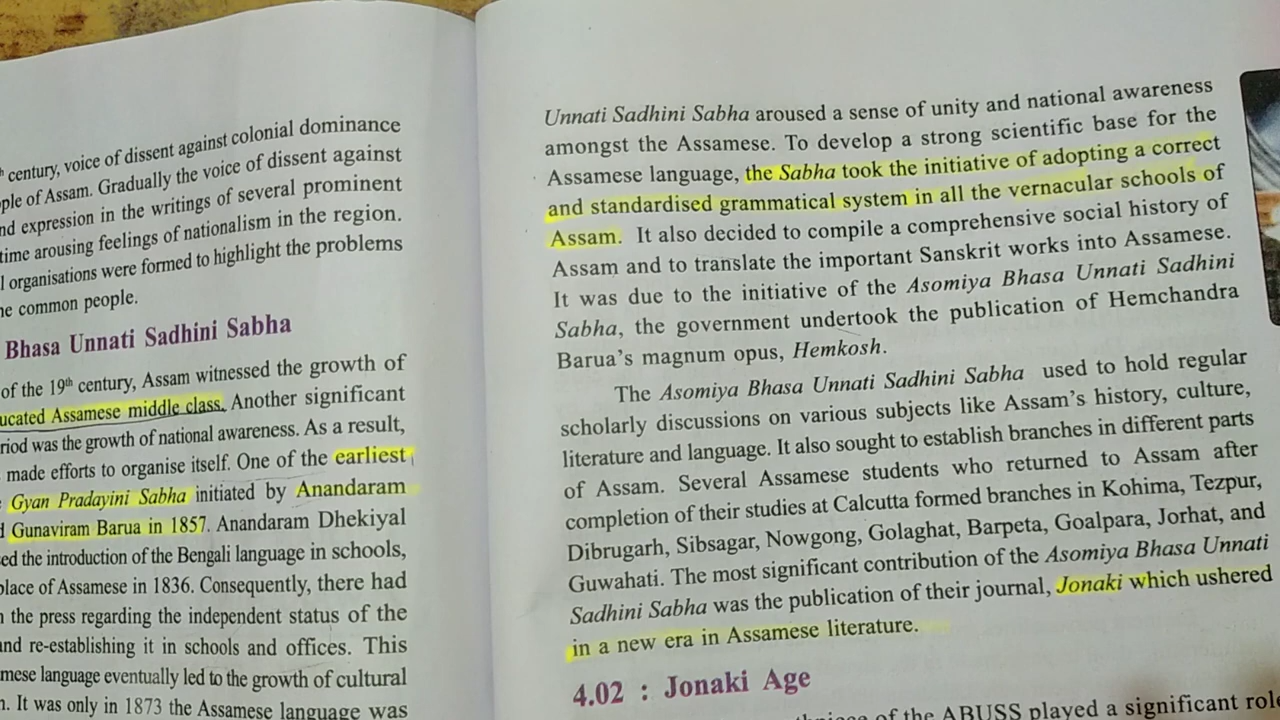 century, voice of dissent against colonial dominance
ple of Assam. Gradually the voice of dissent against
nd expression in the writings of several prominent
time arousing feelings of nationalism in the region.
l organisations were formed to highlight the problems
he common people.
Bhasa Unnati Sadhini Sabha
of the 19th century, Assam witnessed the growth of
ucated Assamese middle class. Another significant
riod was the growth of national awareness. As a result,
made efforts to organise itself. One of the earliest
Gyan Pradayini Sabha initiated by Anandaram
d Gunaviram Barua in 1857. Anandaram Dhekiyal
sed the introduction of the Bengali language in schools,
place of Assamese in 1836. Consequently, there had
n the press regarding the independent status of the
and re-establishing it in schools and offices. This
mese language eventually led to the growth of cultural
n. It was only in 1873 the Assamese language was
Unnati Sadhini Sabha aroused a sense of unity and national awareness
amongst the Assamese. To develop a strong scientific base for the
Assamese language, the Sabha took the initiative of adopting a correct
and standardised grammatical system in all the vernacular schools of
Assam. It also decided to compile a comprehensive social history of
Assam and to translate the important Sanskrit works into Assamese.
It was due to the initiative of the Asomiya Bhasa Unnati Sadhini
Sabha, the government undertook the publication of Hemchandra
Barua's magnum opus, Hemkosh.
The Asomiya Bhasa Unnati Sadhini Sabha used to hold regular
scholarly discussions on various subjects like Assam's history, culture,
literature and language. It also sought to establish branches in different parts
of Assam. Several Assamese students who returned to Assam after
completion of their studies at Calcutta formed branches in Kohima, Tezpur,
Dibrugarh, Sibsagar, Nowgong, Golaghat, Barpeta, Goalpara, Jorhat, and
Guwahati. The most significant contribution of the Asomiya Bhasa Unnati
Sadhini Sabha was the publication of their journal, Jonaki which ushered
in a new era in Assamese literature.
4.02 : Jonaki Age
of the ABUSS played a significant role